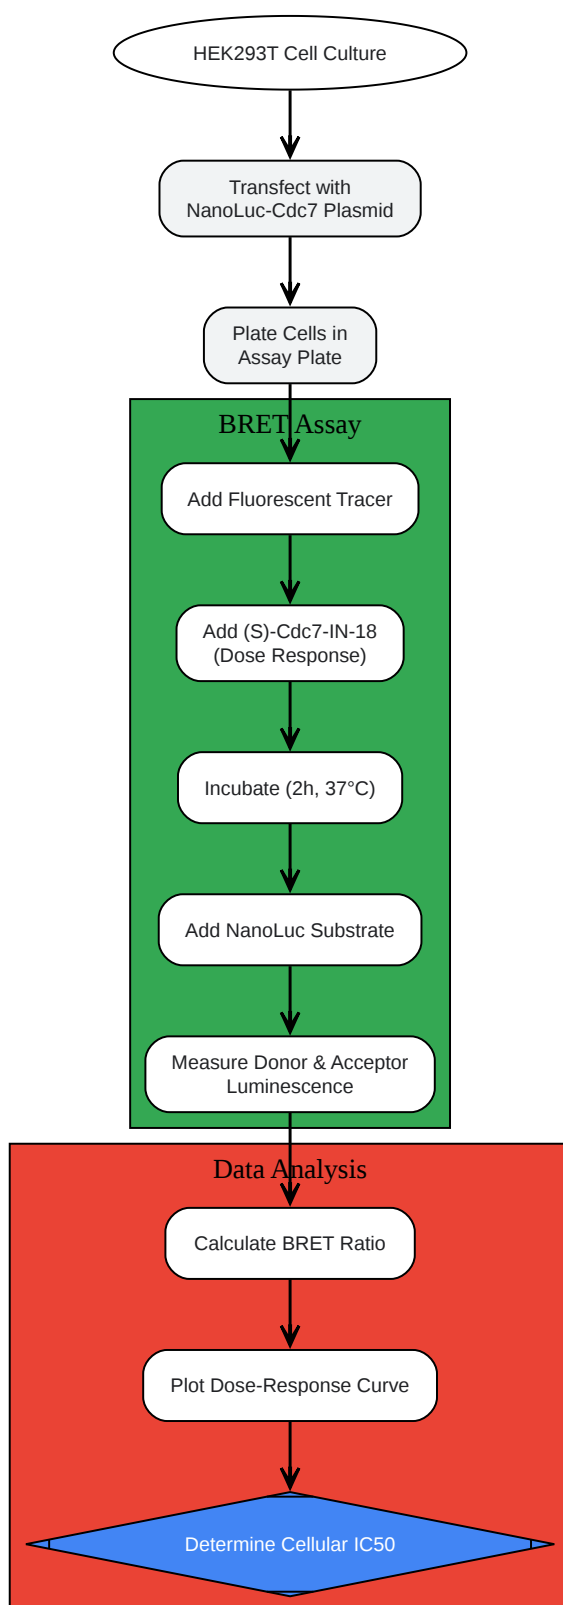 HEK293T Cell Culture
Transfect with
NanoLuc-Cdc7 Plasmid
Plate Cells in
Assay Plate
BRET Assay
Add Fluorescent Tracer
Add (S)-Cdc7-IN-18
(Dose Response)
Incubate (2h, 37°C)
Add NanoLuc Substrate
Measure Donor & Acceptor
Luminescence
Data Analysis
Calculate BRET Ratio
Plot Dose-Response Curve
Determine Cellular IC50